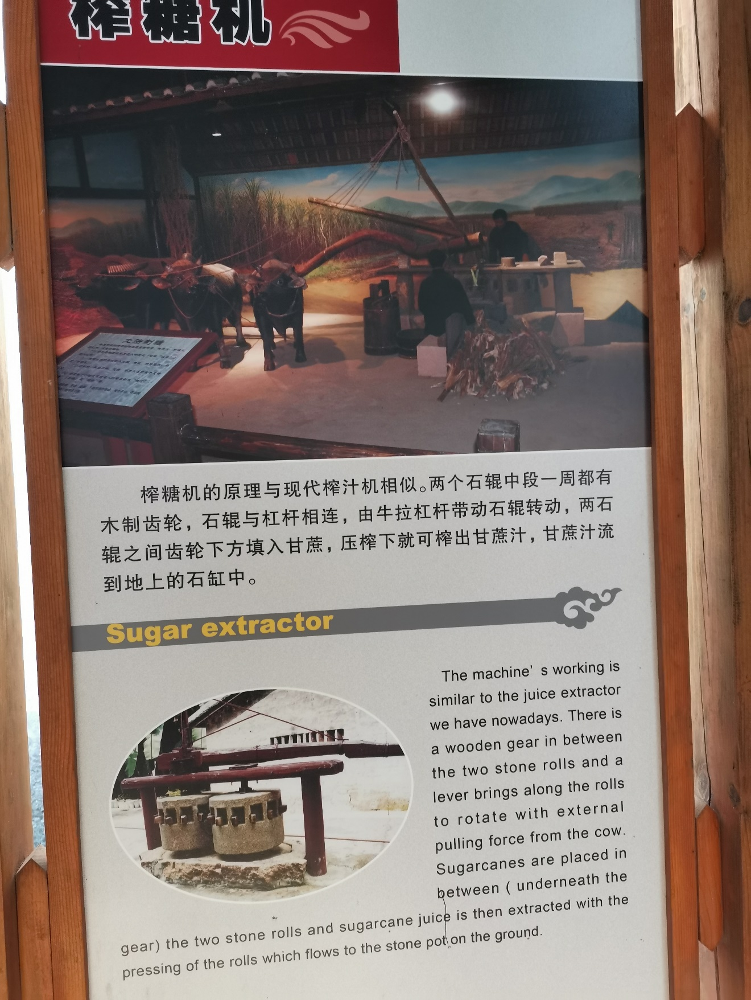 榨糖机
土法制糖
榨糖机的原理与现代榨汁机相似。两个石辊中段一周都有
木制齿轮，石辊与杠杆相连，由牛拉杠杆带动石辊转动，两石
辊之间齿轮下方填入甘蔗，压榨下就可榨出甘蔗汁，甘蔗汁流
到地上的石缸中。
Sugar extractor
The machine’ s working is
similar to the juice extractor
we have nowadays. There is
a wooden gear in between
the two stone rolls and a
lever brings along the rolls
to rotate with external
pulling force from the cow.
Sugarcanes are placed in
between ( underneath the
gear) the two stone rolls and sugarcane juice is then extracted with the
pressing of the rolls which flows to the stone pot on the ground.